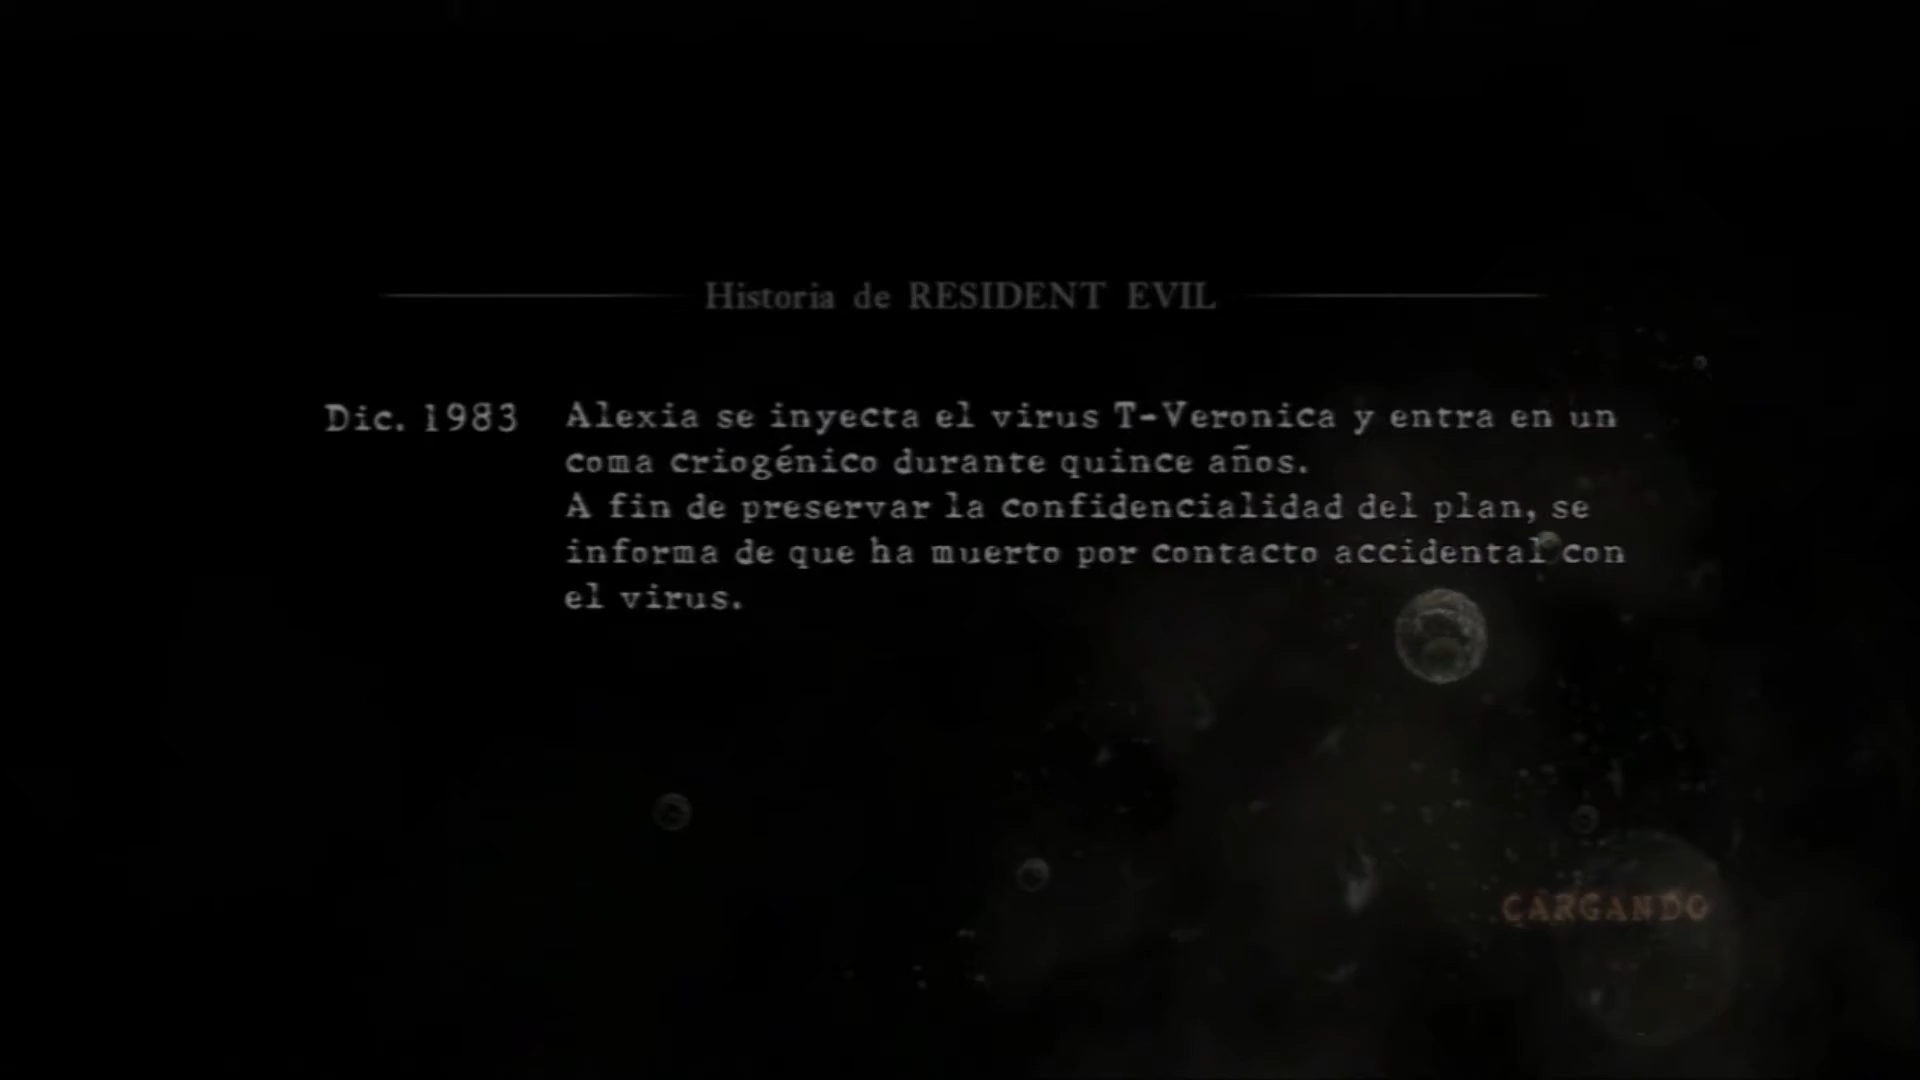 Historia de RESIDENT EVIL
Dic. 1983 Alexia se inyecta el virus T-Veronica y entra en un
coma criogénico durante quince años.
A fin de preservar la confidencialidad del plan, se
informa de que ha muerto por contacto accidental con
el virus.
CARGANDO